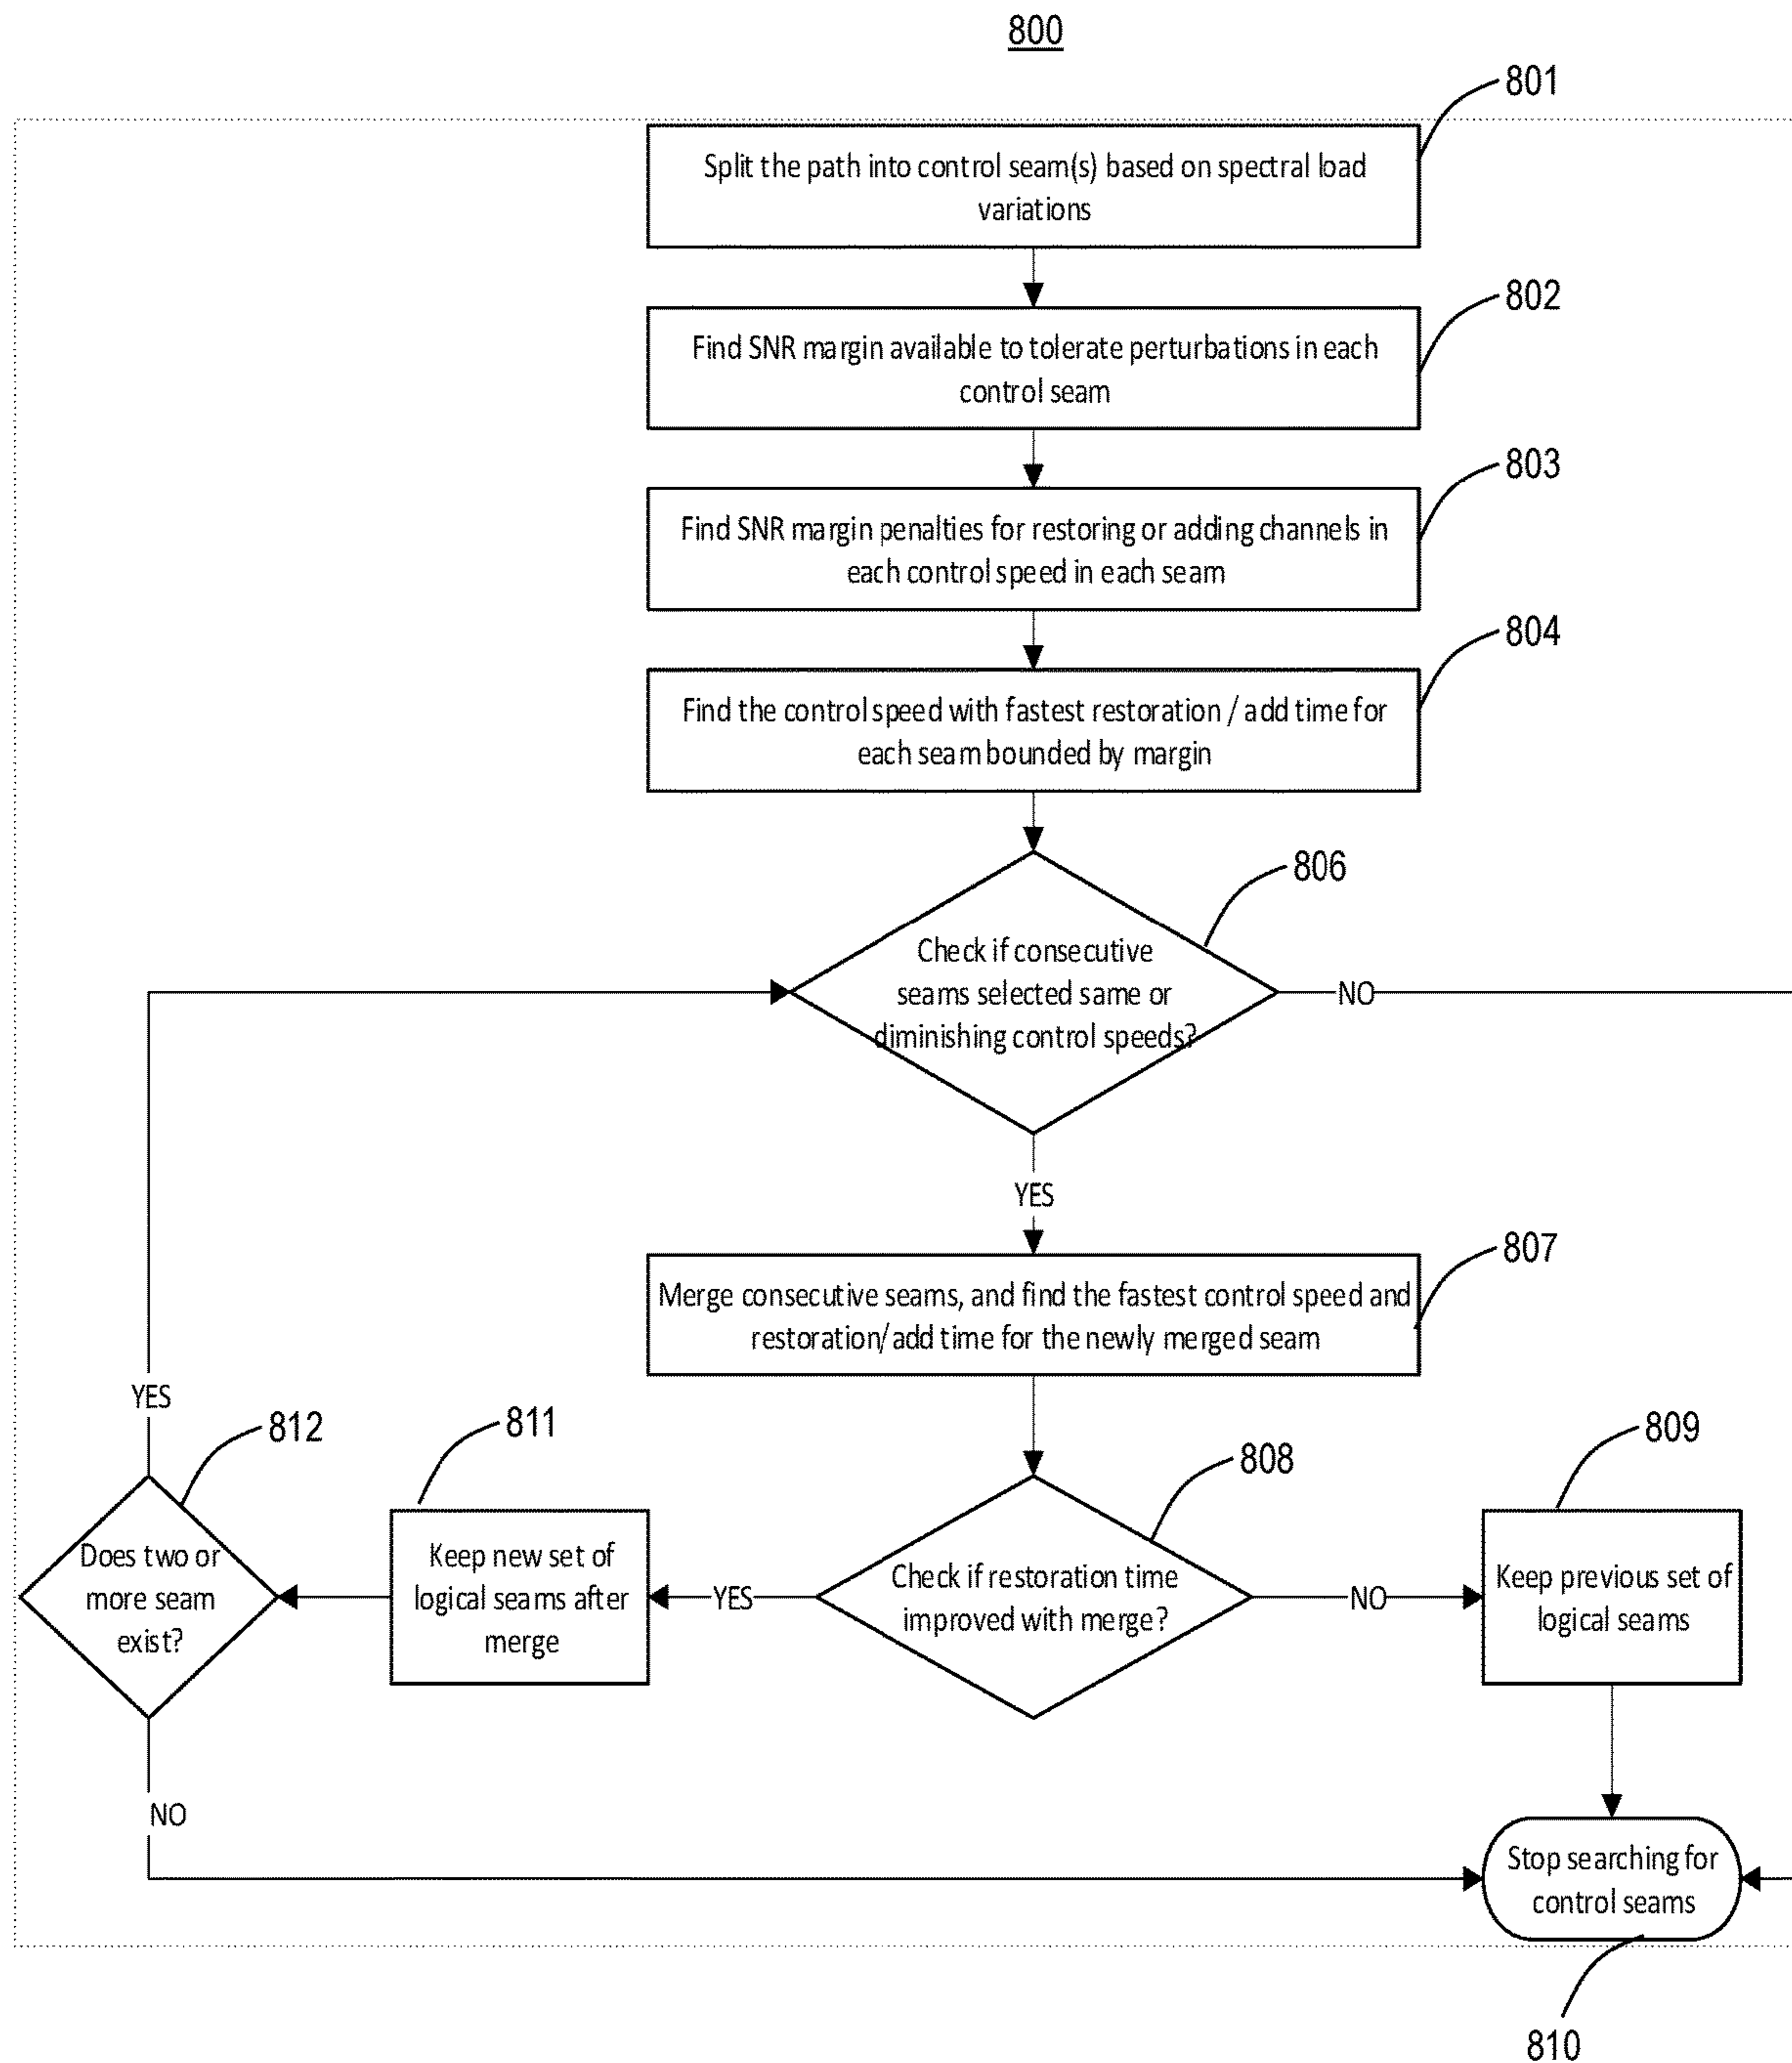 800
801
Split the path into control seam(s) based on spectral load
variations
802
Find SNR margin available to tolerate perturbations in each
control seam
803
Find SNR margin penalties for restoring or adding channels in
each control speed in each seam
804
Find the control speed with fastest restoration / add time for
each seam bounded by margin
806
Check if consecutive
seams selected same or
diminishing control speeds?
NO
YES
807
Merge consecutive seams, and find the fastest control speed and
restoration/add time for the newly merged seam
YES
812
811
808
809
Does two or
more seam
exist?
Keep new set of
logical seams after
merge
YES
Check if restoration time
improved with merge?
NO
Keep previous set of
logical seams
NO
Stop searching for
control seams
810